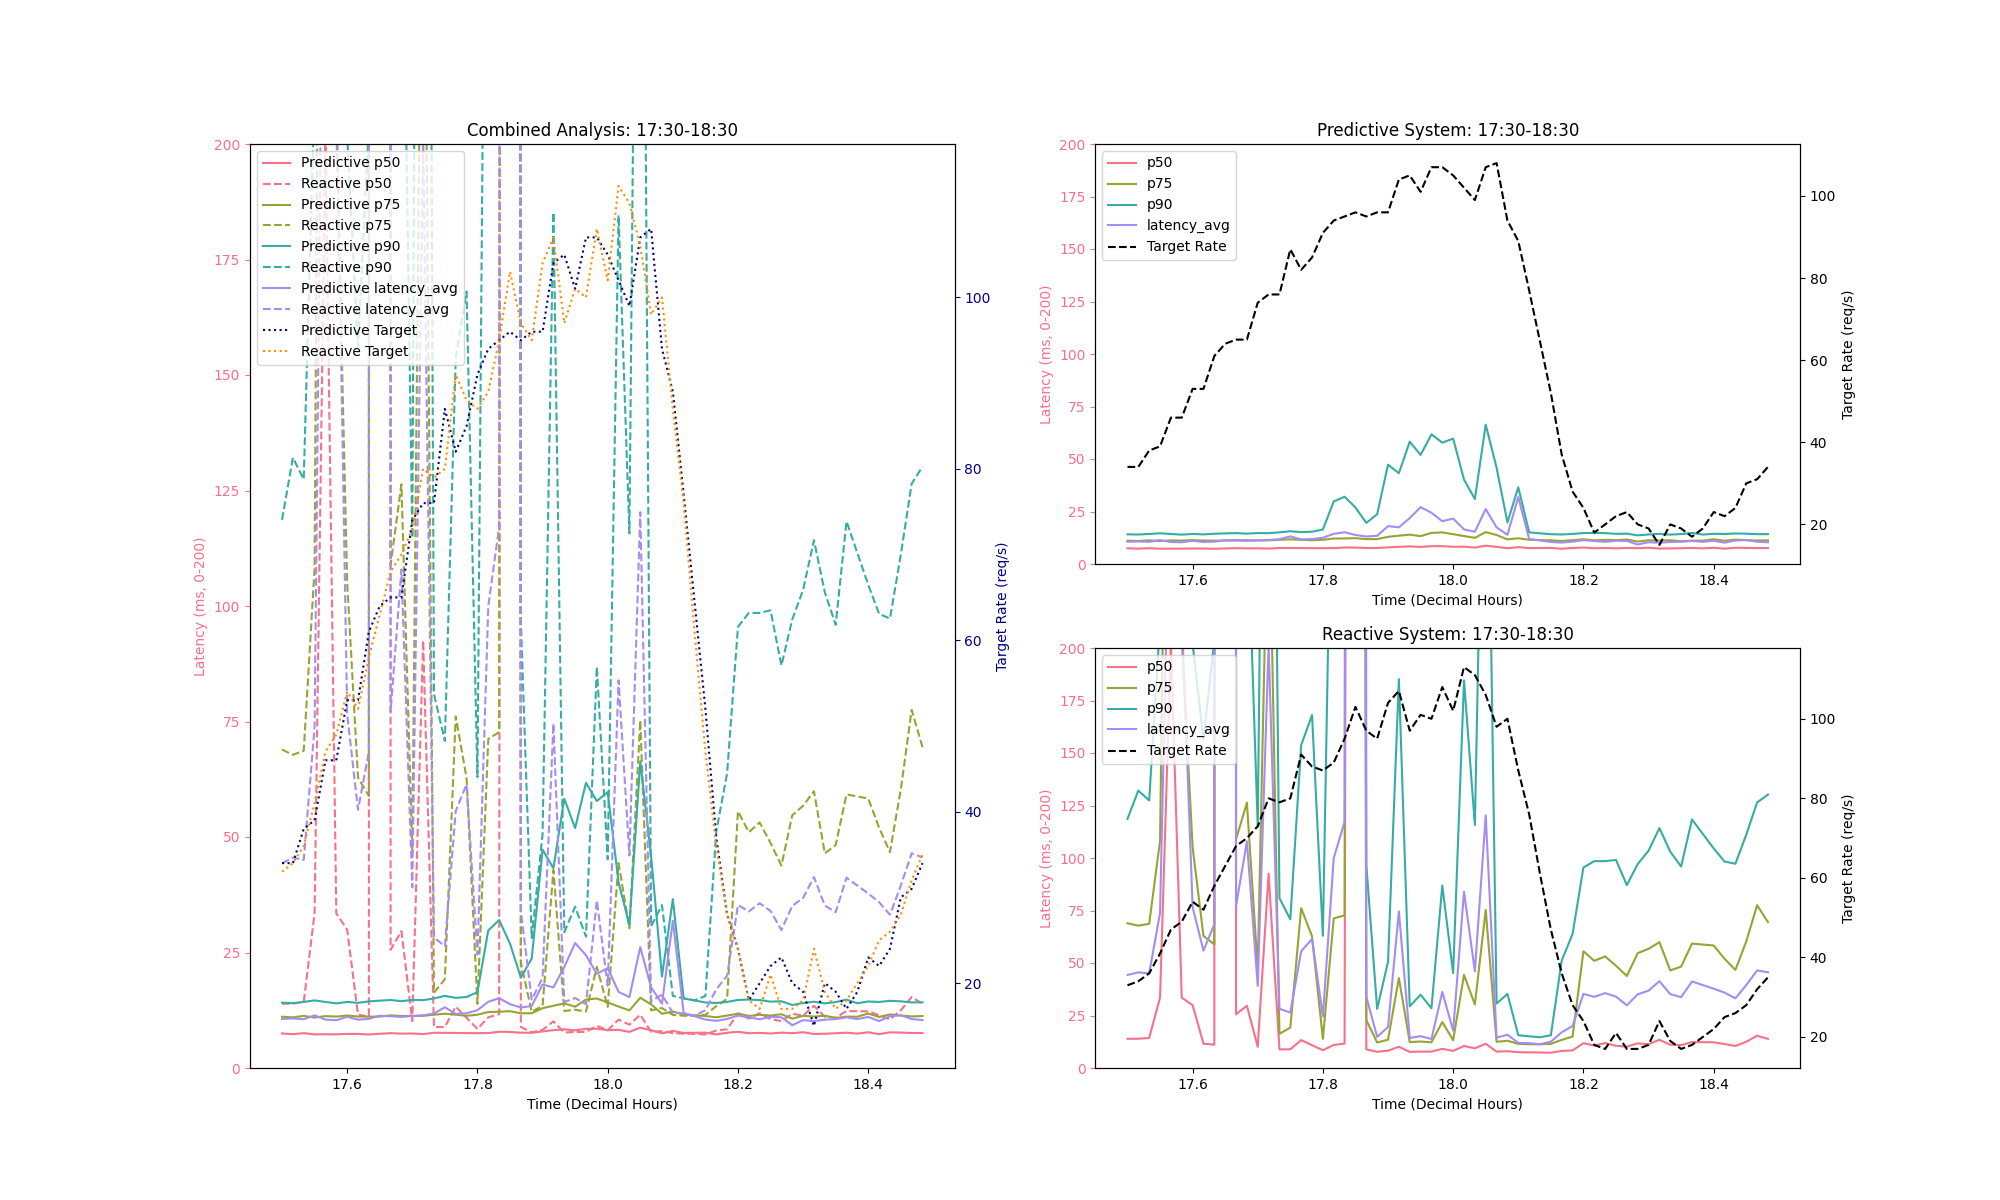 Combined Analysis: 17:30-18:30
Predictive p50
Reactive p50
Predictive p75
Reactive p75
Predictive p90
Reactive p90
Predictive latency_avg
Reactive latency_avg
Predictive Target
Reactive Target
200
175
150
125
100
75
50
25
0
Latency (ms, 0-200)
100
80
60
40
20
Target Rate (req/s)
17.6 17.8 18.0 18.2 18.4
Time (Decimal Hours)
Predictive System: 17:30-18:30
p50
p75
p90
latency_avg
Target Rate
200
175
150
125
100
75
50
25
0
Latency (ms, 0-200)
100
80
60
40
20
Target Rate (req/s)
17.6 17.8 18.0 18.2 18.4
Time (Decimal Hours)
Reactive System: 17:30-18:30
p50
p75
p90
latency_avg
Target Rate
200
175
150
125
100
75
50
25
0
Latency (ms, 0-200)
100
80
60
40
20
Target Rate (req/s)
17.6 17.8 18.0 18.2 18.4
Time (Decimal Hours)